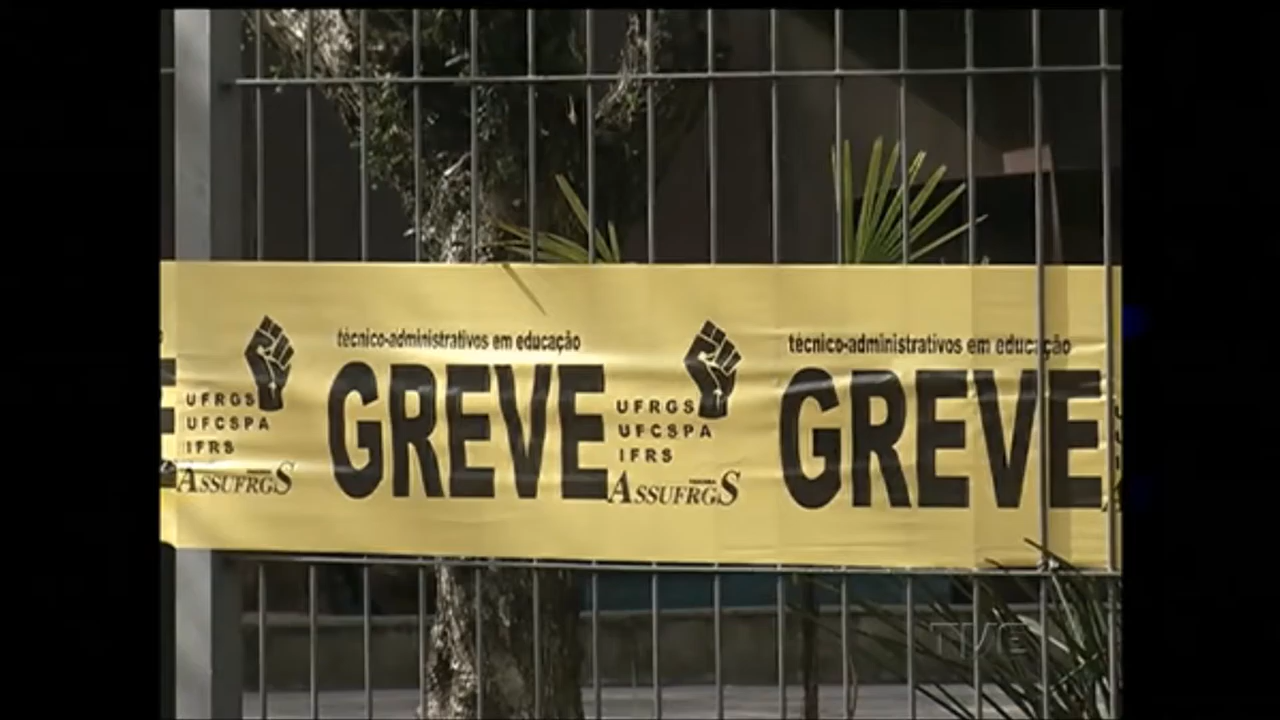 UFRGS
UFCSPA
IFRS
ASSUFRGS
técnico-administrativos em educação
GREVE
UFRGS
UFCSPA
IFRS
ASSUFRGS
técnico-administrativos em educação
GREVE
TVE